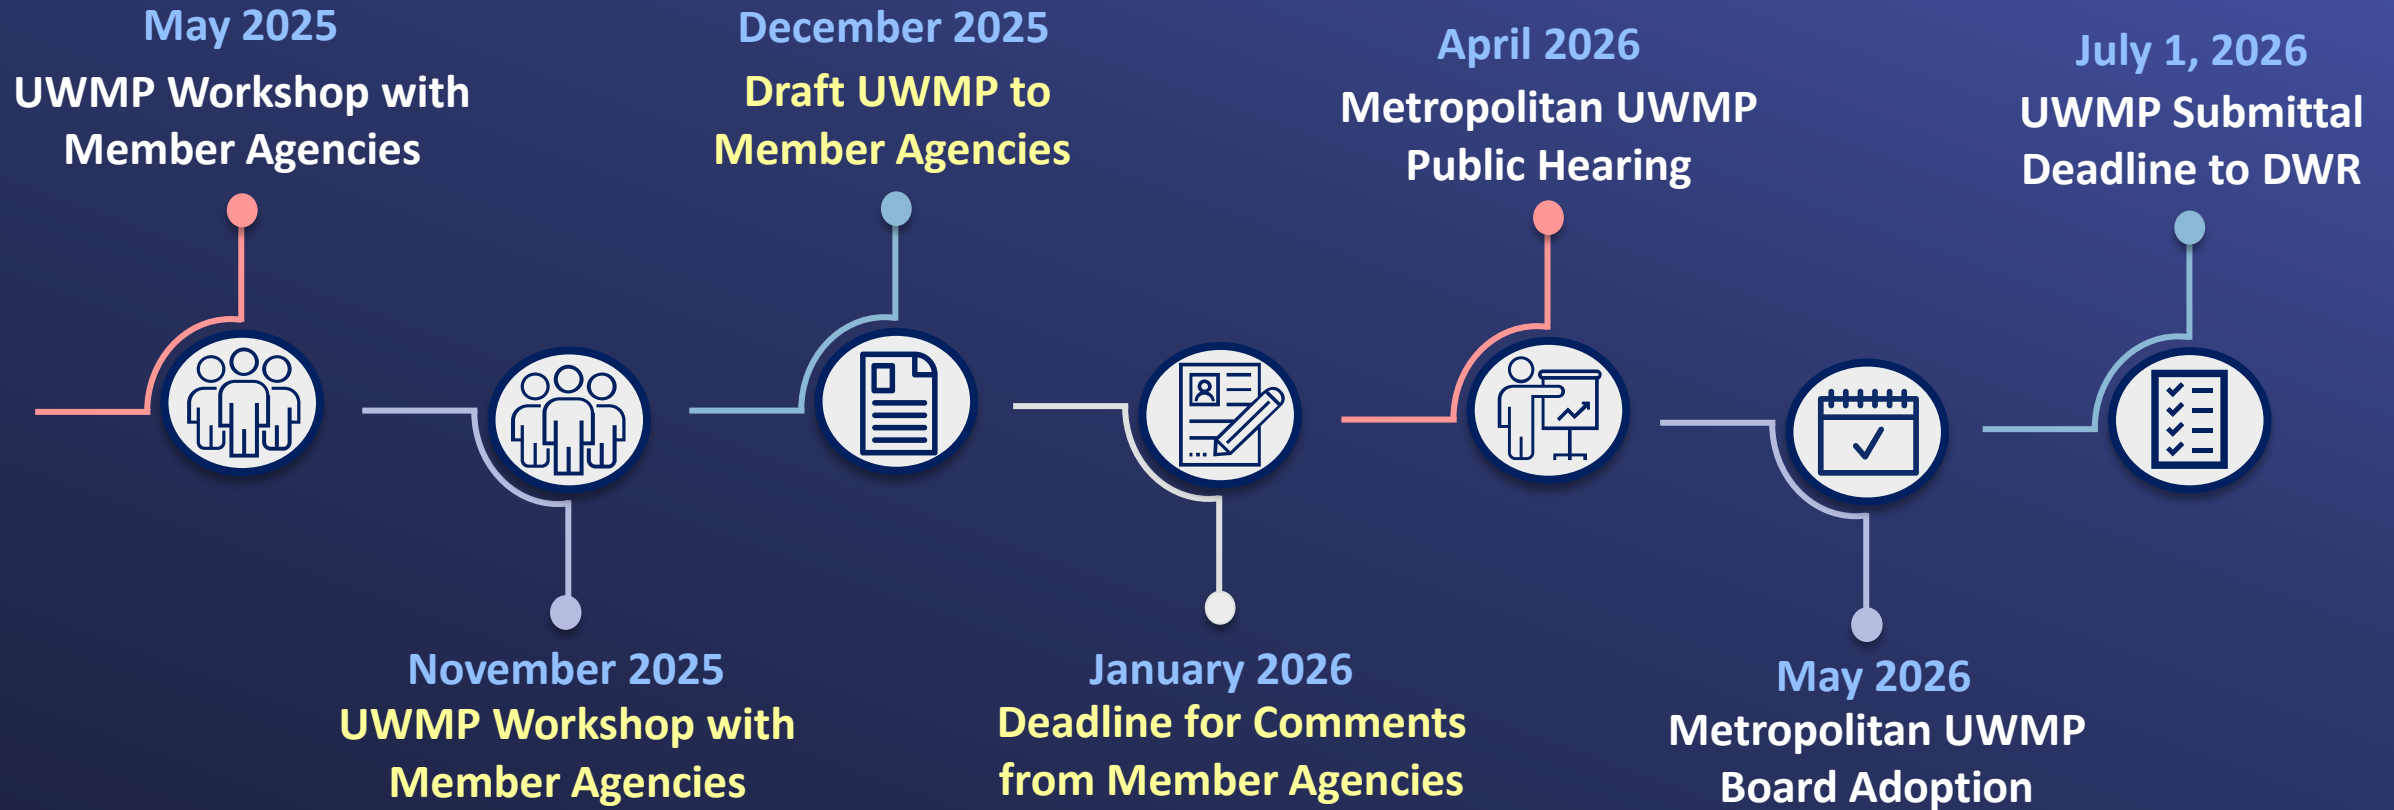 May 2025
UWMP Workshop with
Member Agencies
November 2025
UWMP Workshop with
Member Agencies
December 2025
Draft UWMP to
Member Agencies
January 2026
Deadline for Comments
from Member Agencies
April 2026
Metropolitan UWMP
Public Hearing
May 2026
Metropolitan UWMP
Board Adoption
July 1, 2026
UWMP Submittal
Deadline to DWR